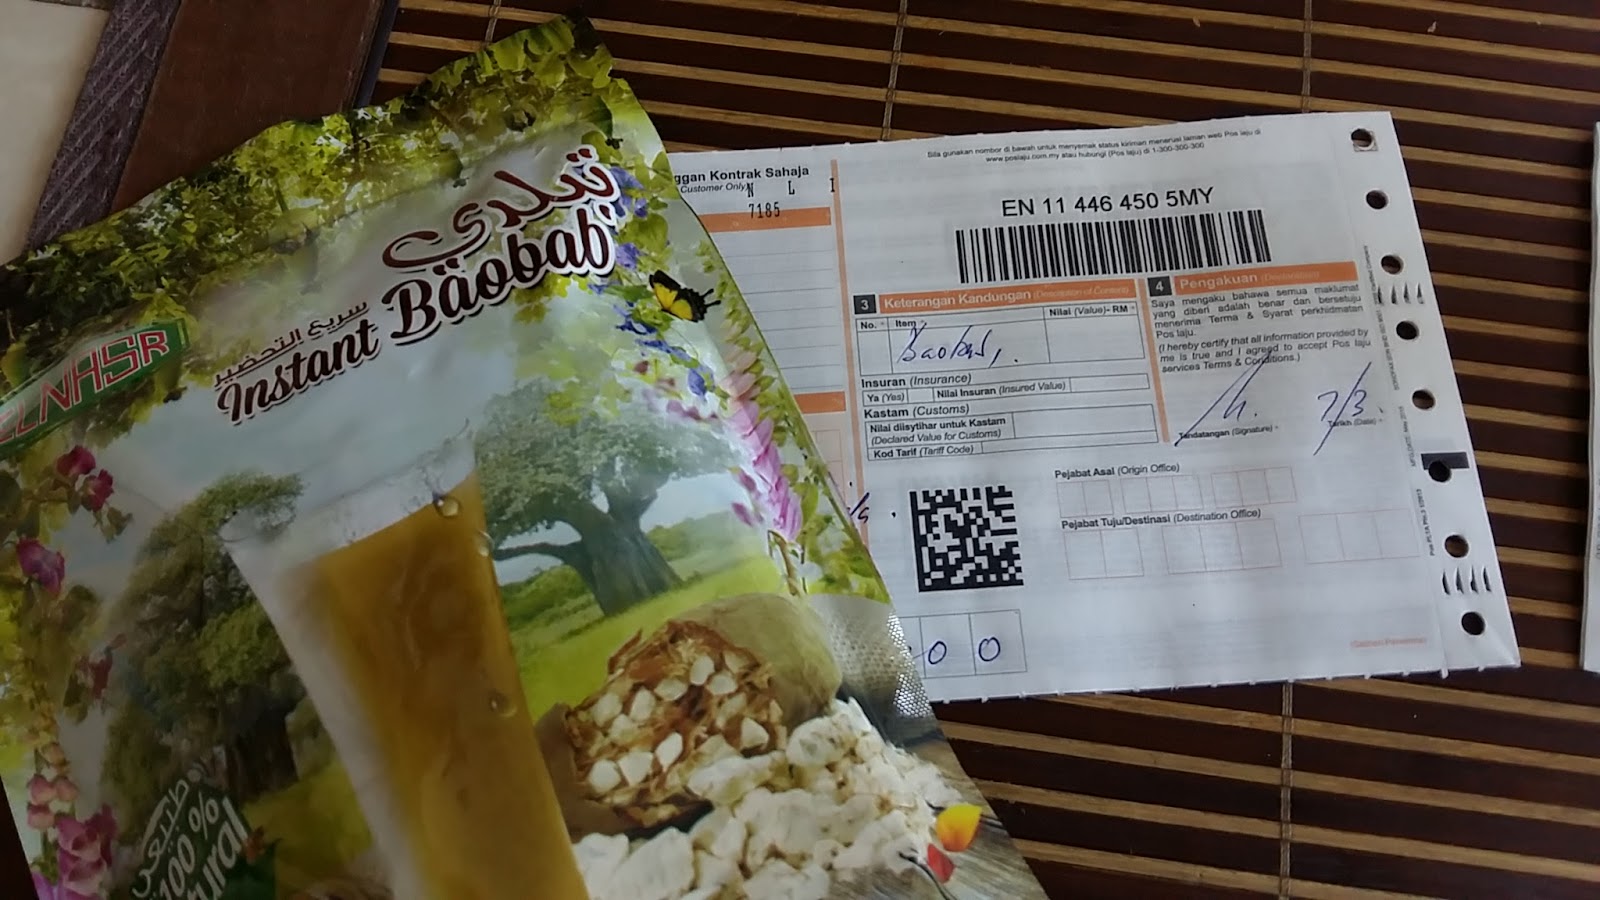 تبلدي
سريع التحضير
Instant Baobab
ELNHSR
طبيعي
100 %
ural
ggan Kontrak Sahaja
Customer Only)
N L I
7185
Sila gunakan nombor di bawah untuk menyemak status kiriman menerusi laman web Pos laju di
www.poslaju.com.my atau hubungi (Pos laju) di 1-300-300-300
EN 11 446 450 5MY
3 Keterangan Kandungan (Description of Content)
No. Item Nilai (Value)- RM
Baobab,
Insuran (Insurance)
Ya (Yes) Nilai Insuran (Insured Value)
Kastam (Customs)
Nilai diisytihar untuk Kastam
(Declared Value for Customs)
Kod Tarif (Tariff Code)
4 Pengakuan (Declaration)
Saya mengaku bahawa semua maklumat
yang diberi adalah benar dan bersetuju
menerima Terma & Syarat perkhidmatan
Pos laju.
(I hereby certify that all information provided by
me is true and I agreed to accept Pos laju
services Terms & Conditions.)
7/3
Tandatangan (Signature) Tarikh (Date)
Pejabat Asal (Origin Office)
Pejabat Tuju/Destinasi (Destination Office)
0 0